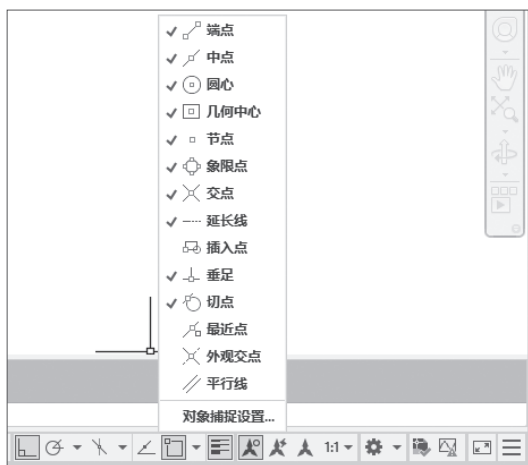 端点
中点
圆心
几何中心
节点
象限点
交点
延长线
插入点
垂足
切点
最近点
外观交点
平行线
对象捕捉设置...
1:1